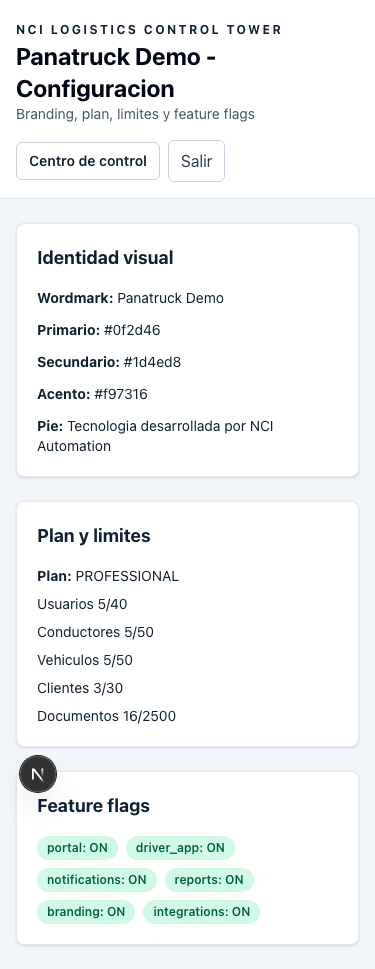 NCI LOGISTICS CONTROL TOWER
Panatruck Demo -
Configuracion
Branding, plan, limites y feature flags
Centro de control
Salir
Identidad visual
Wordmark: Panatruck Demo
Primario: #0f2d46
Secundario: #1d4ed8
Acento: #f97316
Pie: Tecnologia desarrollada por NCI
Automation
Plan y limites
Plan: PROFESSIONAL
Usuarios 5/40
Conductores 5/50
Vehiculos 5/50
Clientes 3/30
Documentos 16/2500
N
Feature flags
portal: ON
driver_app: ON
notifications: ON
reports: ON
branding: ON
integrations: ON